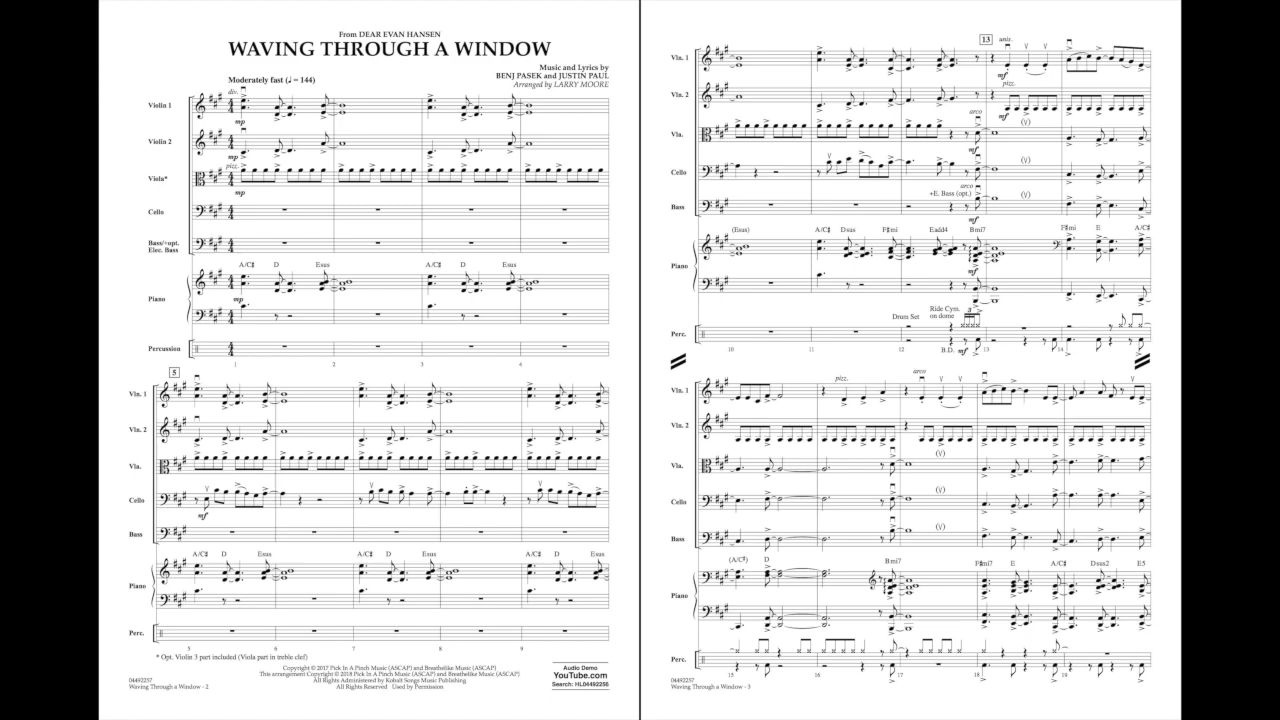 From DEAR EVAN HANSEN
WAVING THROUGH A WINDOW
Music and Lyrics by
BENJ PASEK and JUSTIN PAUL
Arranged by LARRY MOORE
Moderately fast (♩ = 144)
div.
Violin 1
mp
Violin 2
mp
pizz.
Viola*
mp
Cello
Bass/+opt.
Elec. Bass
A/C♯ D Esus A/C♯ D Esus
Piano
mp
Percussion
1 2 3 4
5
Vln. 1
Vln. 2
Vla.
Cello
mf
Bass
A/C♯ D Esus A/C♯ D Esus
Piano
Perc.
5 6 7 8 9
* Opt. Violin 3 part included (Viola part in treble clef)
Copyright © 2017 Pick In A Pinch Music (ASCAP) and Breathelike Music (ASCAP)
This arrangement Copyright © 2018 Pick In A Pinch Music (ASCAP) and Breathelike Music (ASCAP)
All Rights Administered by Kobalt Songs Music Publishing
All Rights Reserved Used by Permission
04492257
Waving Through a Window - 2
Audio Demo
YouTube.com
Search: HL04492256
13
unis.
Vln. 1
mf
pizz.
Vln. 2
mf
arco
Vla.
(V)
mf
Cello
(V)
arco
+E. Bass (opt.)
Bass
(V)
mf
(Esus) A/C♯ Dsus F♯mi Eadd4 Bmi7 F♯mi E A/C♯
Piano
mf
Ride Cym.
Drum Set on dome
3
Perc.
10 11 12 B.D. mf 13 14
pizz. arco
Vln. 1
Vln. 2
Vla.
(V)
Cello
(V)
Bass
(V)
(A/C♯) D Bmi7 F♯mi E A/C♯ Dsus2 E5
Piano
Perc.
15 16 17 18 19
04492257
Waving Through a Window - 3